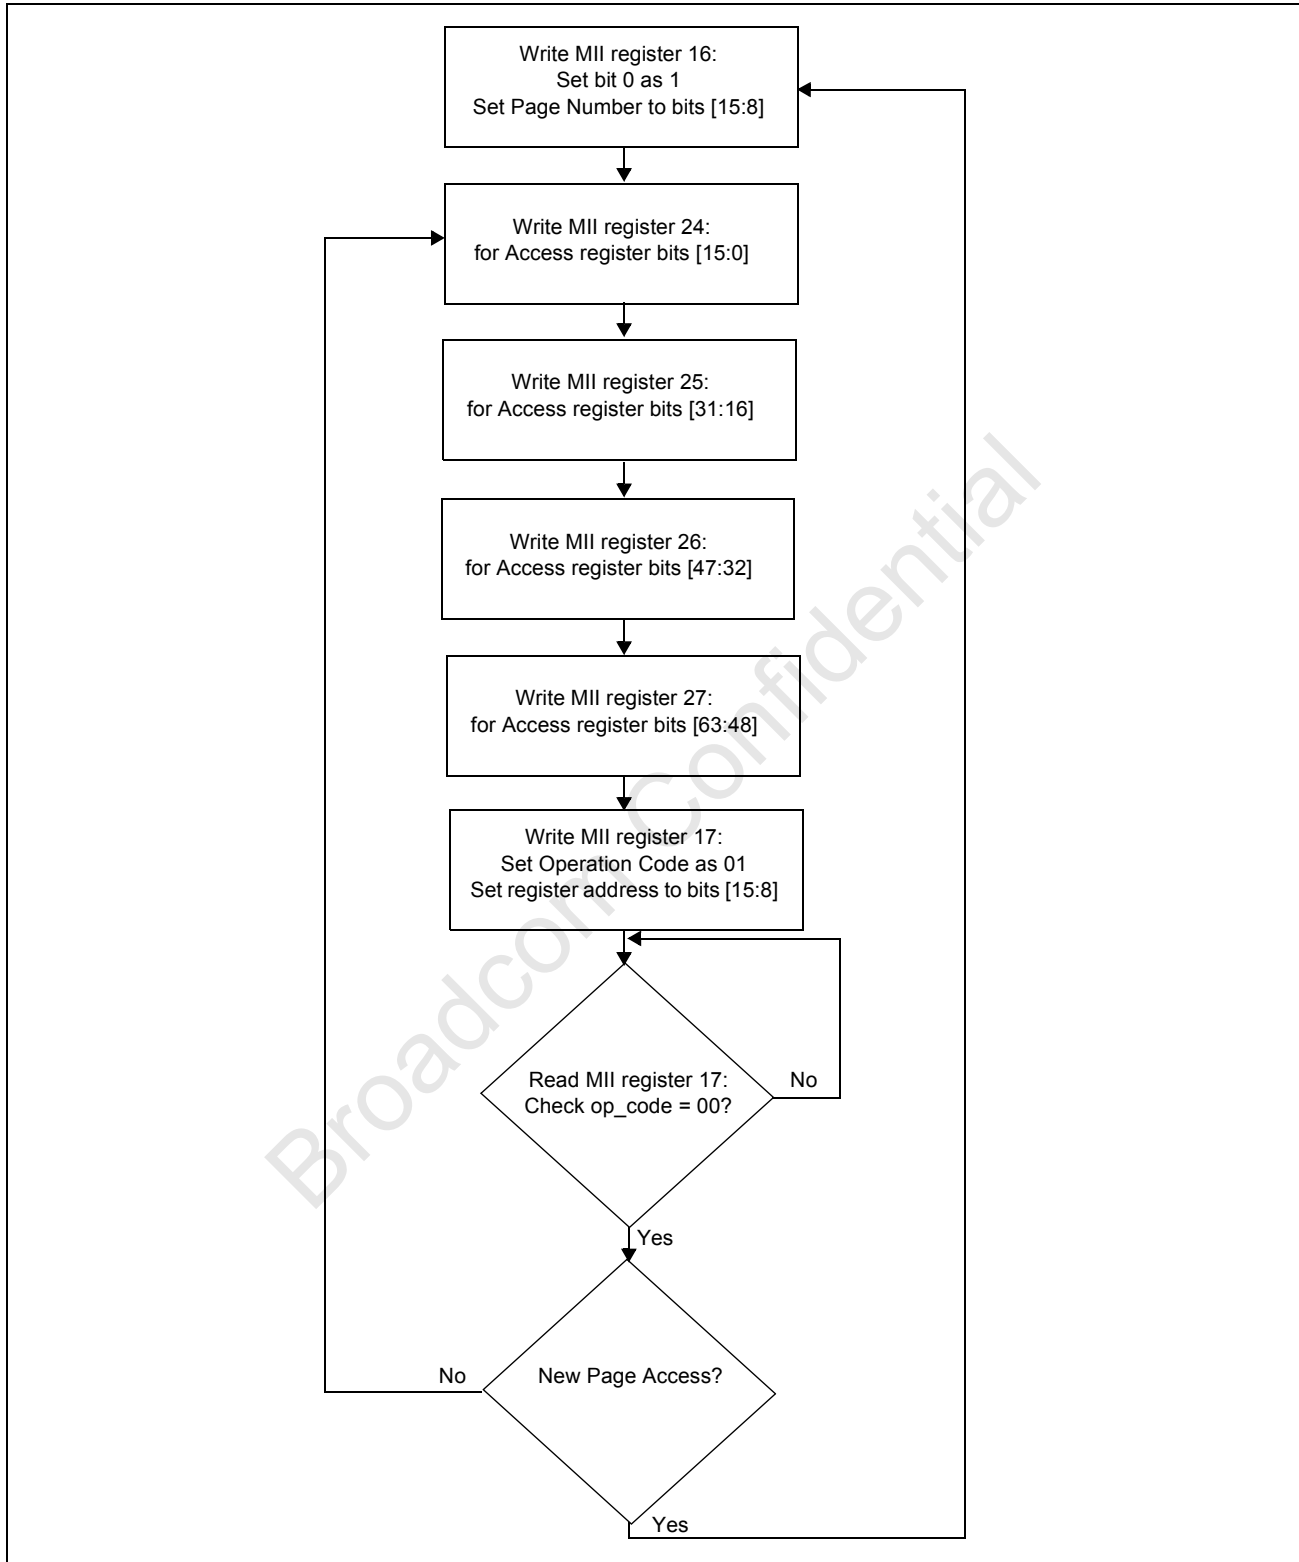 Write MII register 16:
Set bit 0 as 1
Set Page Number to bits [15:8]
Write MII register 24:
for Access register bits [15:0]
Write MII register 25:
for Access register bits [31:16]
Write MII register 26:
for Access register bits [47:32]
Write MII register 27:
for Access register bits [63:48]
Write MII register 17:
Set Operation Code as 01
Set register address to bits [15:8]
Read MII register 17:
Check op_code = 00?
No
Yes
New Page Access?
No
Yes
Broadcom Confidential